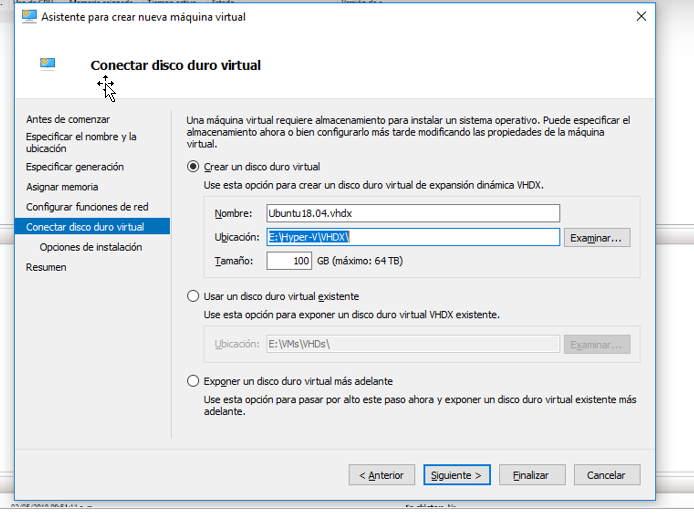 Asistente para crear nueva máquina virtual
Conectar disco duro virtual
Antes de comenzar
Especificar el nombre y la
ubicación
Especificar generación
Asignar memoria
Configurar funciones de red
Conectar disco duro virtual
Opciones de instalación
Resumen
Una máquina virtual requiere almacenamiento para instalar un sistema operativo. Puede especificar el
almacenamiento ahora o bien configurarlo más tarde modificando las propiedades de la máquina
virtual.
Crear un disco duro virtual
Use esta opción para crear un disco duro virtual de expansión dinámica VHDX.
Nombre: Ubuntu18.04.vhdx
Ubicación: E:\Hyper-V\VHDX\ Examinar...
Tamaño: 100 GB (máximo: 64 TB)
Usar un disco duro virtual existente
Use esta opción para exponer un disco duro virtual VHDX existente.
Ubicación: E:\VMs\VHDs\ Examinar...
Exponer un disco duro virtual más adelante
Use esta opción para pasar por alto este paso ahora y exponer un disco duro virtual existente más
adelante.
< Anterior Siguiente > Finalizar Cancelar